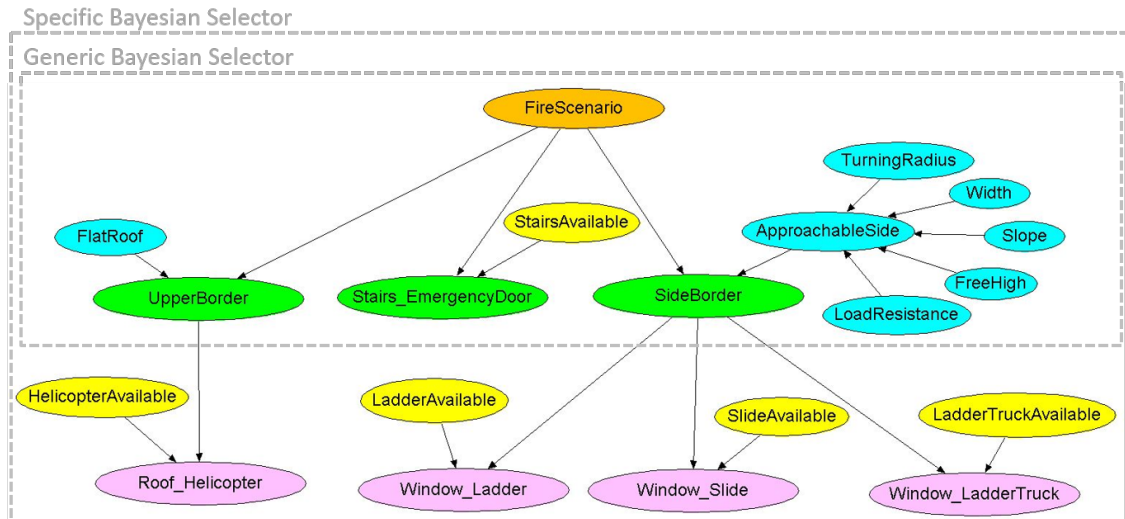 Specific Bayesian Selector
Generic Bayesian Selector
FireScenario
TurningRadius
Width
StairsAvailable
FlatRoof
ApproachableSide
Slope
UpperBorder
Stairs_EmergencyDoor
SideBorder
FreeHigh
LoadResistance
HelicopterAvailable
LadderAvailable
SlideAvailable
LadderTruckAvailable
Roof_Helicopter
Window_Ladder
Window_Slide
Window_LadderTruck